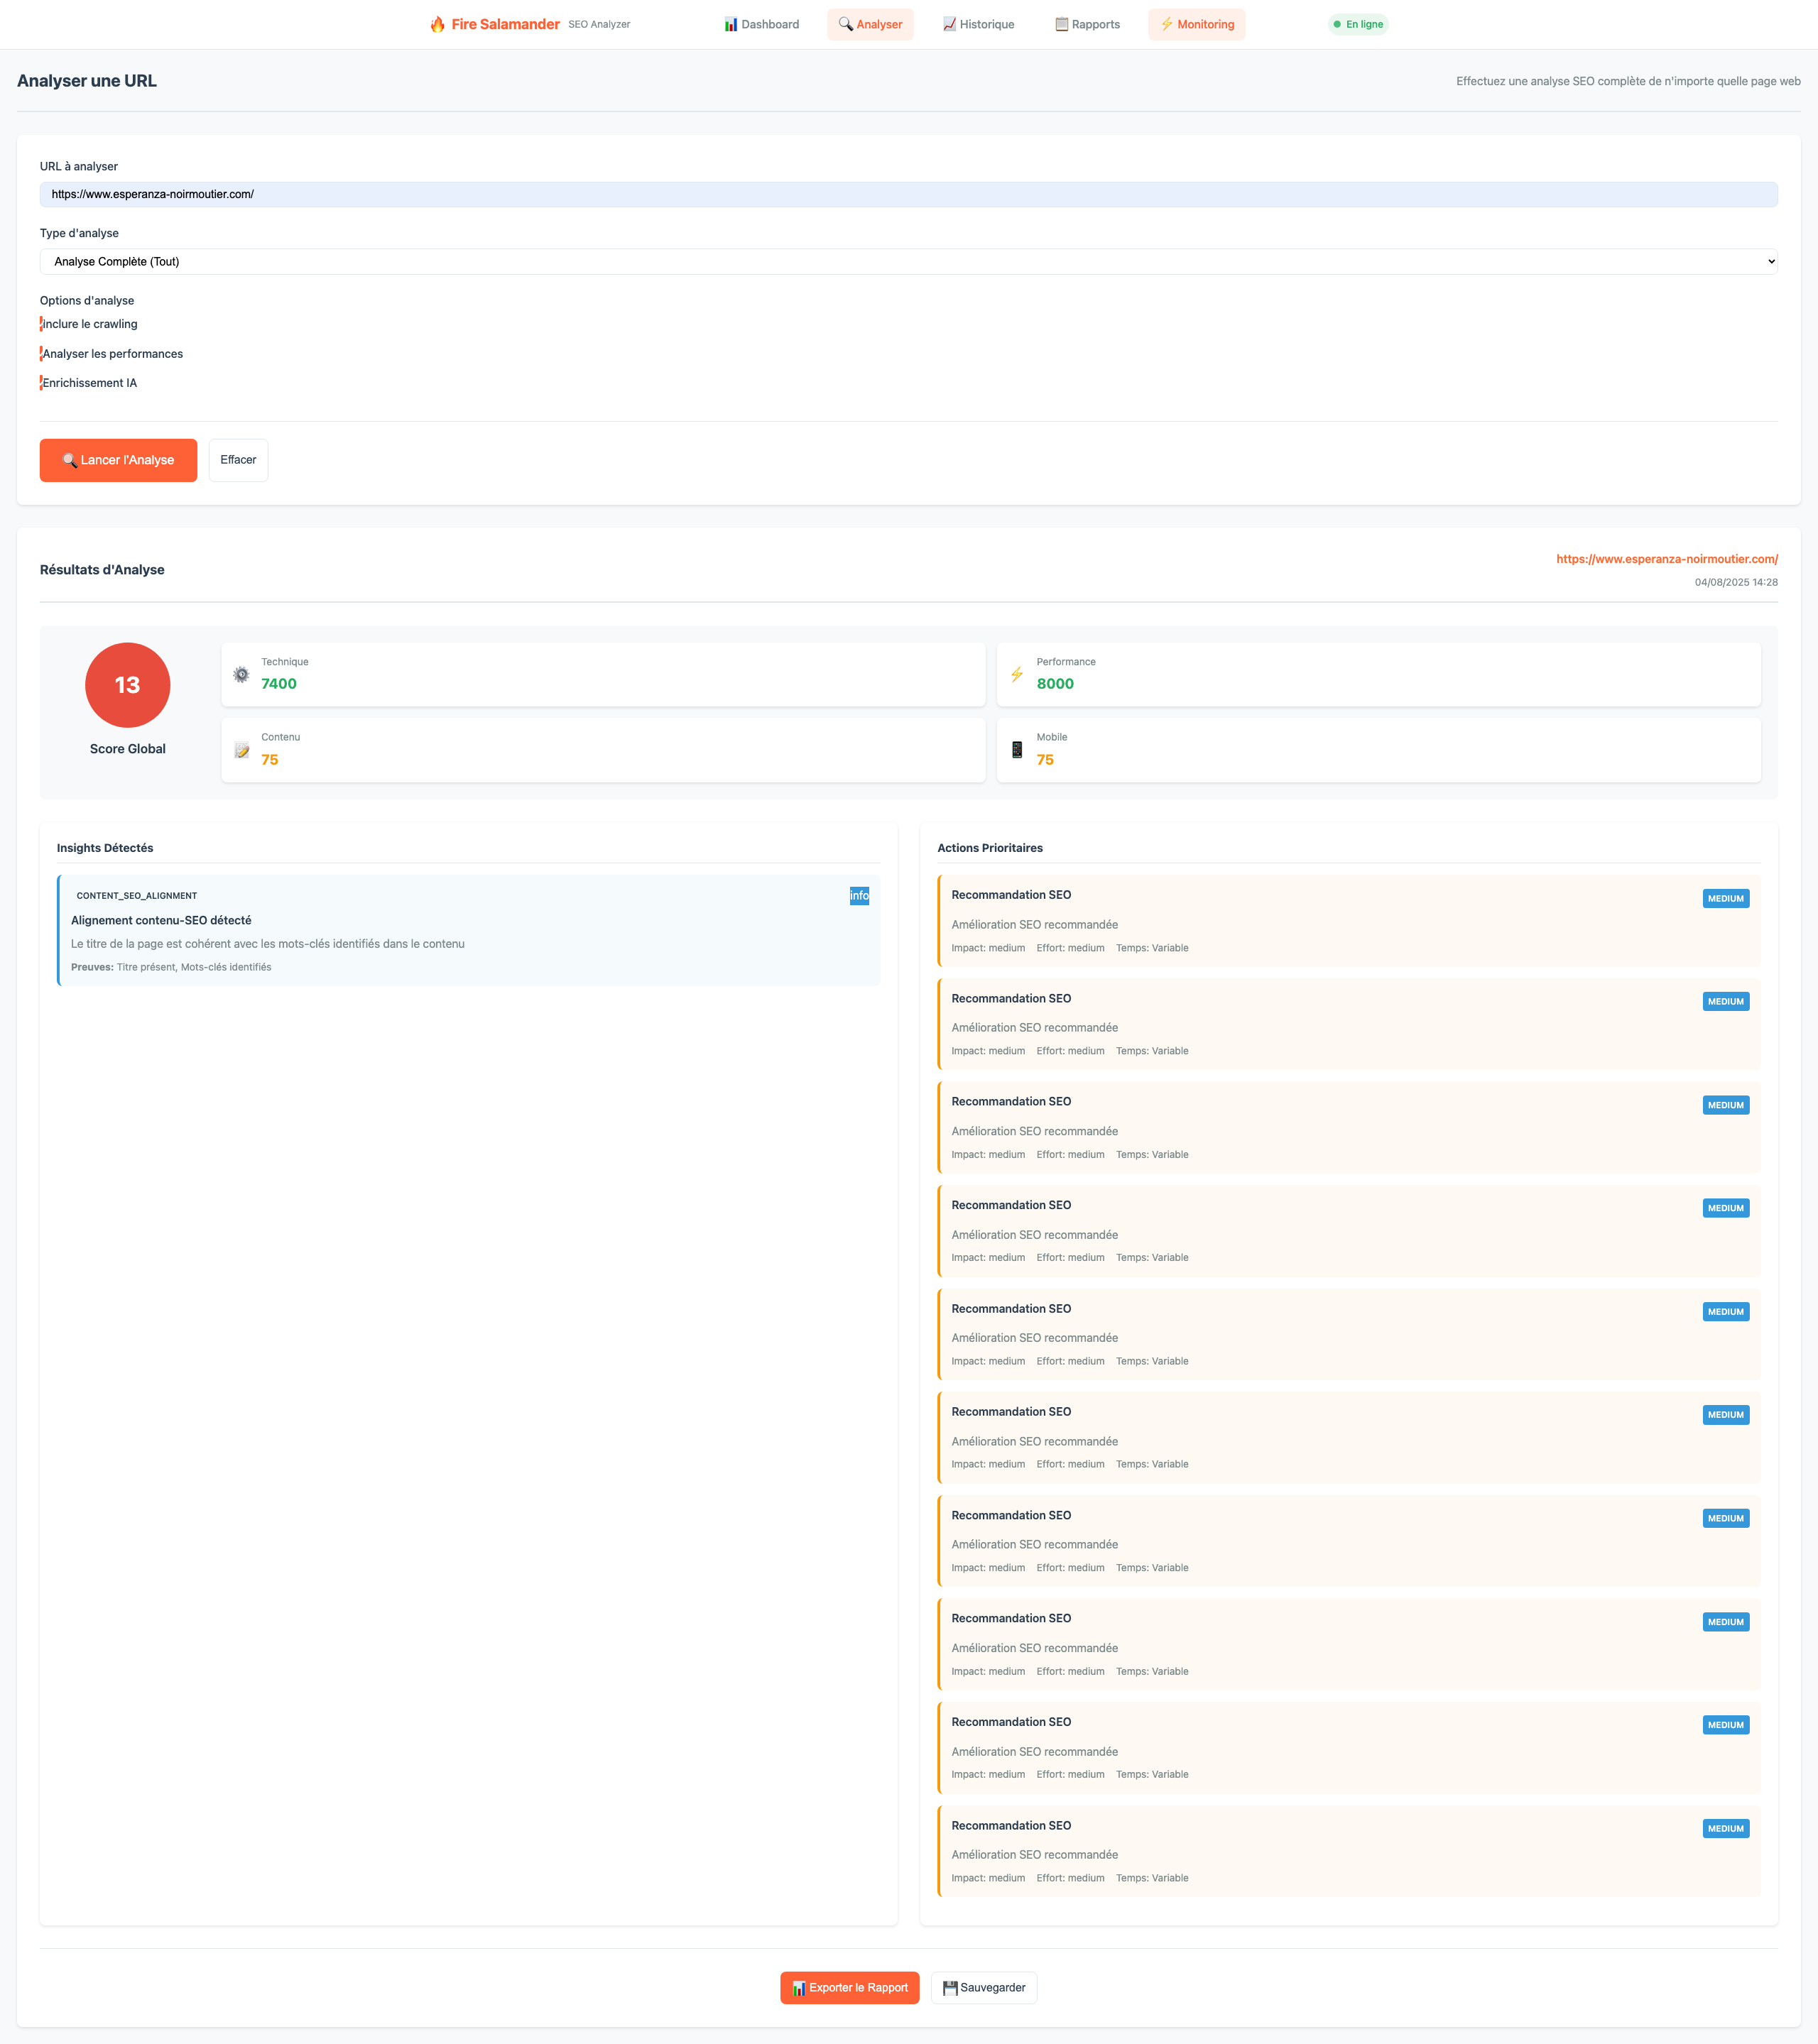 🔥 Fire Salamander SEO Analyzer 📊 Dashboard 🔍 Analyser 📈 Historique 📋 Rapports ⚡ Monitoring En ligne
Analyser une URL
Effectuez une analyse SEO complète de n'importe quelle page web
URL à analyser
https://www.esperanza-noirmoutier.com/
Type d'analyse
Analyse Complète (Tout)
Options d'analyse
Inclure le crawling
Analyser les performances
Enrichissement IA
🔍 Lancer l'Analyse Effacer
Résultats d'Analyse
https://www.esperanza-noirmoutier.com/
04/08/2025 14:28
13
Score Global
Technique
7400
Performance
8000
Contenu
75
Mobile
75
Insights Détectés
CONTENT_SEO_ALIGNMENT info
Alignement contenu-SEO détecté
Le titre de la page est cohérent avec les mots-clés identifiés dans le contenu
Preuves: Titre présent, Mots-clés identifiés
Actions Prioritaires
Recommandation SEO MEDIUM
Amélioration SEO recommandée
Impact: medium Effort: medium Temps: Variable
Recommandation SEO MEDIUM
Amélioration SEO recommandée
Impact: medium Effort: medium Temps: Variable
Recommandation SEO MEDIUM
Amélioration SEO recommandée
Impact: medium Effort: medium Temps: Variable
Recommandation SEO MEDIUM
Amélioration SEO recommandée
Impact: medium Effort: medium Temps: Variable
Recommandation SEO MEDIUM
Amélioration SEO recommandée
Impact: medium Effort: medium Temps: Variable
Recommandation SEO MEDIUM
Amélioration SEO recommandée
Impact: medium Effort: medium Temps: Variable
Recommandation SEO MEDIUM
Amélioration SEO recommandée
Impact: medium Effort: medium Temps: Variable
Recommandation SEO MEDIUM
Amélioration SEO recommandée
Impact: medium Effort: medium Temps: Variable
Recommandation SEO MEDIUM
Amélioration SEO recommandée
Impact: medium Effort: medium Temps: Variable
Recommandation SEO MEDIUM
Amélioration SEO recommandée
Impact: medium Effort: medium Temps: Variable
📊 Exporter le Rapport 💾 Sauvegarder